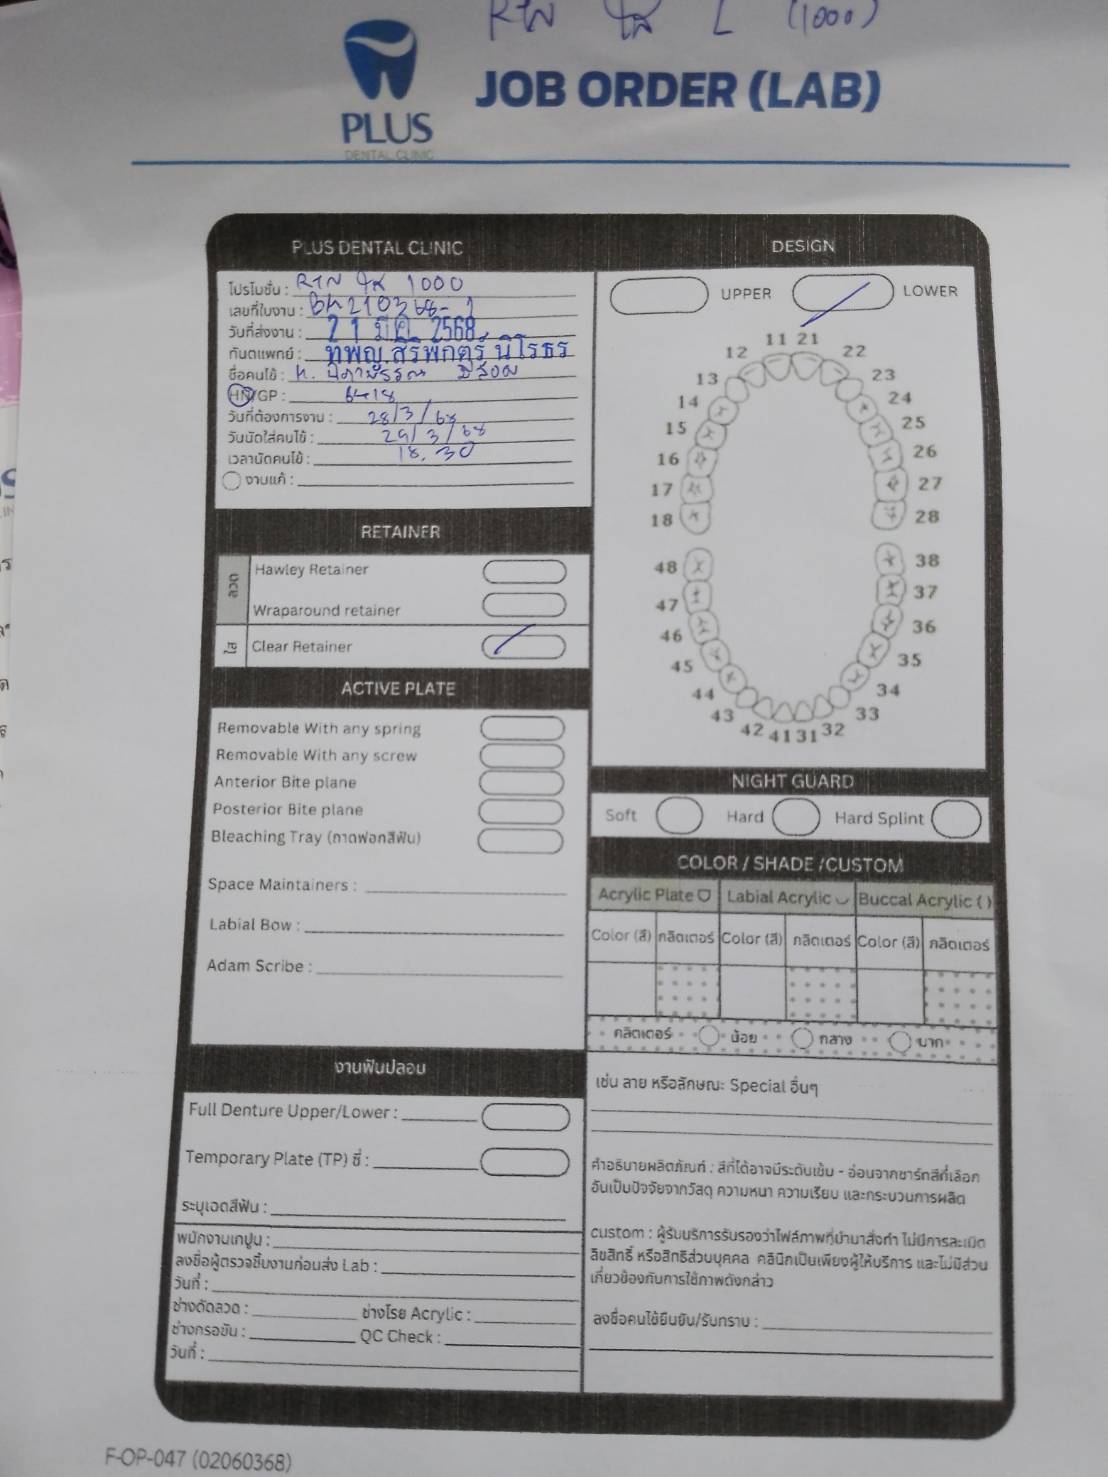 RTN ใส L (1000)
PLUS
DENTAL CLINIC
JOB ORDER (LAB)
PLUS DENTAL CLINIC
โปรโมชั่น : RTN ใส 1000
เลขที่ใบงาน :
วันที่ส่งงาน : 21 มี.ค. 2568
ทันตแพทย์ : ทพญ.
ชื่อคนไข้ :
HN/GP : 6418
วันที่ต้องการงาน : 28/3/68
วันนัดใส่คนไข้ : 29/3/68
เวลานัดคนไข้ : 18.30
งานแก้ :
DESIGN
UPPER LOWER
11 21
12 22
13 23
14 24
15 25
16 26
17 27
18 28
48 38
47 37
46 36
45 35
44 34
43 33
42 41 31 32
RETAINER
ลวด
Hawley Retainer
Wraparound retainer
ใส Clear Retainer
ACTIVE PLATE
Removable With any spring
Removable With any screw
Anterior Bite plane
Posterior Bite plane
Bleaching Tray (ถาดฟอกสีฟัน)
Space Maintainers :
Labial Bow :
Adam Scribe :
NIGHT GUARD
Soft Hard Hard Splint
COLOR / SHADE /CUSTOM
Acrylic Plate Labial Acrylic Buccal Acrylic ( )
Color (สี) กลิตเตอร์ Color (สี) กลิตเตอร์ Color (สี) กลิตเตอร์
กลิตเตอร์ น้อย กลาง มาก
เช่น ลาย หรือลักษณะ Special อื่นๆ
คำอธิบายผลิตภัณฑ์ : สีที่ได้อาจมีระดับเข้ม - อ่อนจากชาร์ทสีที่เลือก
อันเป็นปัจจัยจากวัสดุ ความหนา ความเรียบ และกระบวนการผลิต
custom : ผู้รับบริการรับรองว่าไฟล์ภาพที่นำมาสั่งทำ ไม่มีการละเมิด
ลิขสิทธิ์ หรือสิทธิส่วนบุคคล คลินิกเป็นเพียงผู้ให้บริการ และไม่มีส่วน
เกี่ยวข้องกับการใช้ภาพดังกล่าว
ลงชื่อคนไข้ยืนยัน/รับทราบ :
งานฟันปลอม
Full Denture Upper/Lower :
Temporary Plate (TP) ซี่ :
ระบุเฉดสีฟัน :
พนักงานเทปูน :
ลงชื่อผู้ตรวจชิ้นงานก่อนส่ง Lab :
วันที่ :
ช่างดัดลวด : ช่างโรย Acrylic :
ช่างกรอขัด : QC Check :
วันที่ :
F-OP-047 (02060368)